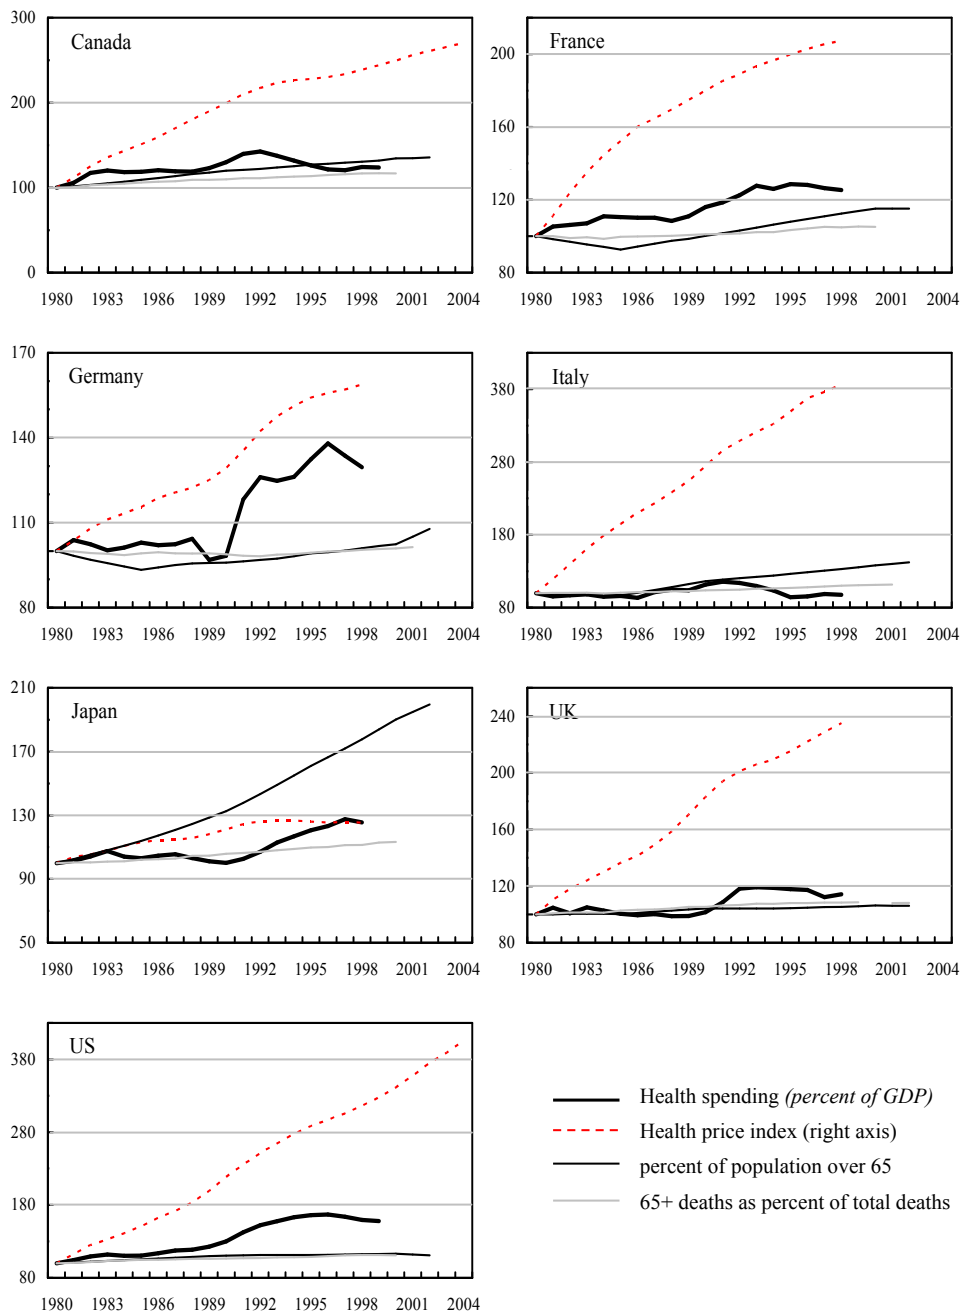 300
Canada
200
100
0
1980 1983 1986 1989 1992 1995 1998 2001 2004
France
200
160
120
80
1980 1983 1986 1989 1992 1995 1998 2001 2004
170
Germany
140
110
80
1980 1983 1986 1989 1992 1995 1998 2001 2004
Italy
380
280
180
80
1980 1983 1986 1989 1992 1995 1998 2001 2004
210
Japan
170
130
90
50
1980 1983 1986 1989 1992 1995 1998 2001 2004
240
UK
200
160
120
80
1980 1983 1986 1989 1992 1995 1998 2001 2004
US
380
280
180
80
1980 1983 1986 1989 1992 1995 1998 2001 2004
Health spending (percent of GDP)
Health price index (right axis)
percent of population over 65
65+ deaths as percent of total deaths